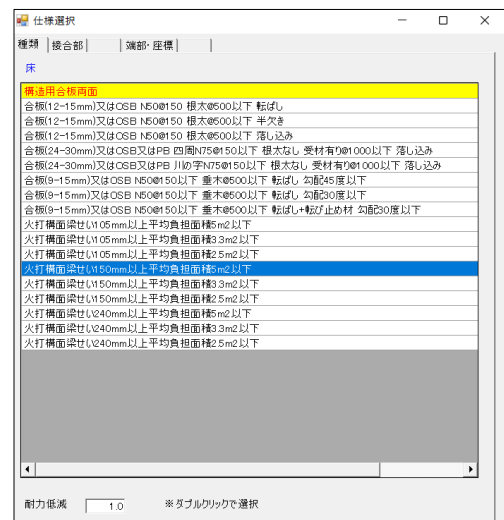 仕様選択
種類 接合部 端部・座標
床
構造用合板両面
合板(12-15mm)又はOSB N50@150 根太@500以下 転ばし
合板(12-15mm)又はOSB N50@150 根太@500以下 半欠き
合板(12-15mm)又はOSB N50@150 根太@500以下 落し込み
合板(24-30mm)又はOSB又はPB 四周N75@150以下 根太なし 受材有り@1000以下 落し込み
合板(24-30mm)又はOSB又はPB 川の字N75@150以下 根太なし 受材有り@1000以下 落し込み
合板(9-15mm)又はOSB N50@150以下 垂木@500以下 転ばし 勾配45度以下
合板(9-15mm)又はOSB N50@150以下 垂木@500以下 転ばし 勾配30度以下
合板(9-15mm)又はOSB N50@150以下 垂木@500以下 転ばし+転び止め材 勾配30度以下
火打構面梁せい105mm以上平均負担面積5m2以下
火打構面梁せい105mm以上平均負担面積3.3m2以下
火打構面梁せい105mm以上平均負担面積2.5m2以下
火打構面梁せい150mm以上平均負担面積5m2以下
火打構面梁せい150mm以上平均負担面積3.3m2以下
火打構面梁せい150mm以上平均負担面積2.5m2以下
火打構面梁せい240mm以上平均負担面積5m2以下
火打構面梁せい240mm以上平均負担面積3.3m2以下
火打構面梁せい240mm以上平均負担面積2.5m2以下
耐力低減 1.0 ※ダブルクリックで選択